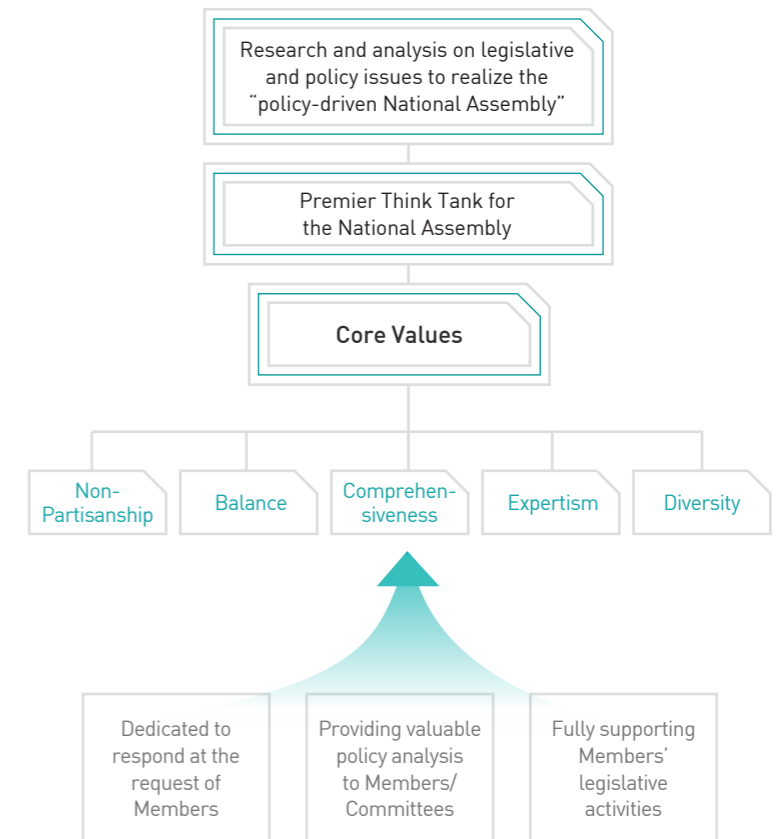 Research and analysis on legislative
and policy issues to realize the
“policy-driven National Assembly”
Premier Think Tank for
the National Assembly
Core Values
Non-
Partisanship
Balance
Comprehen-
siveness
Expertism
Diversity
Dedicated to
respond at the
request of
Members
Providing valuable
policy analysis
to Members/
Committees
Fully supporting
Members’
legislative
activities